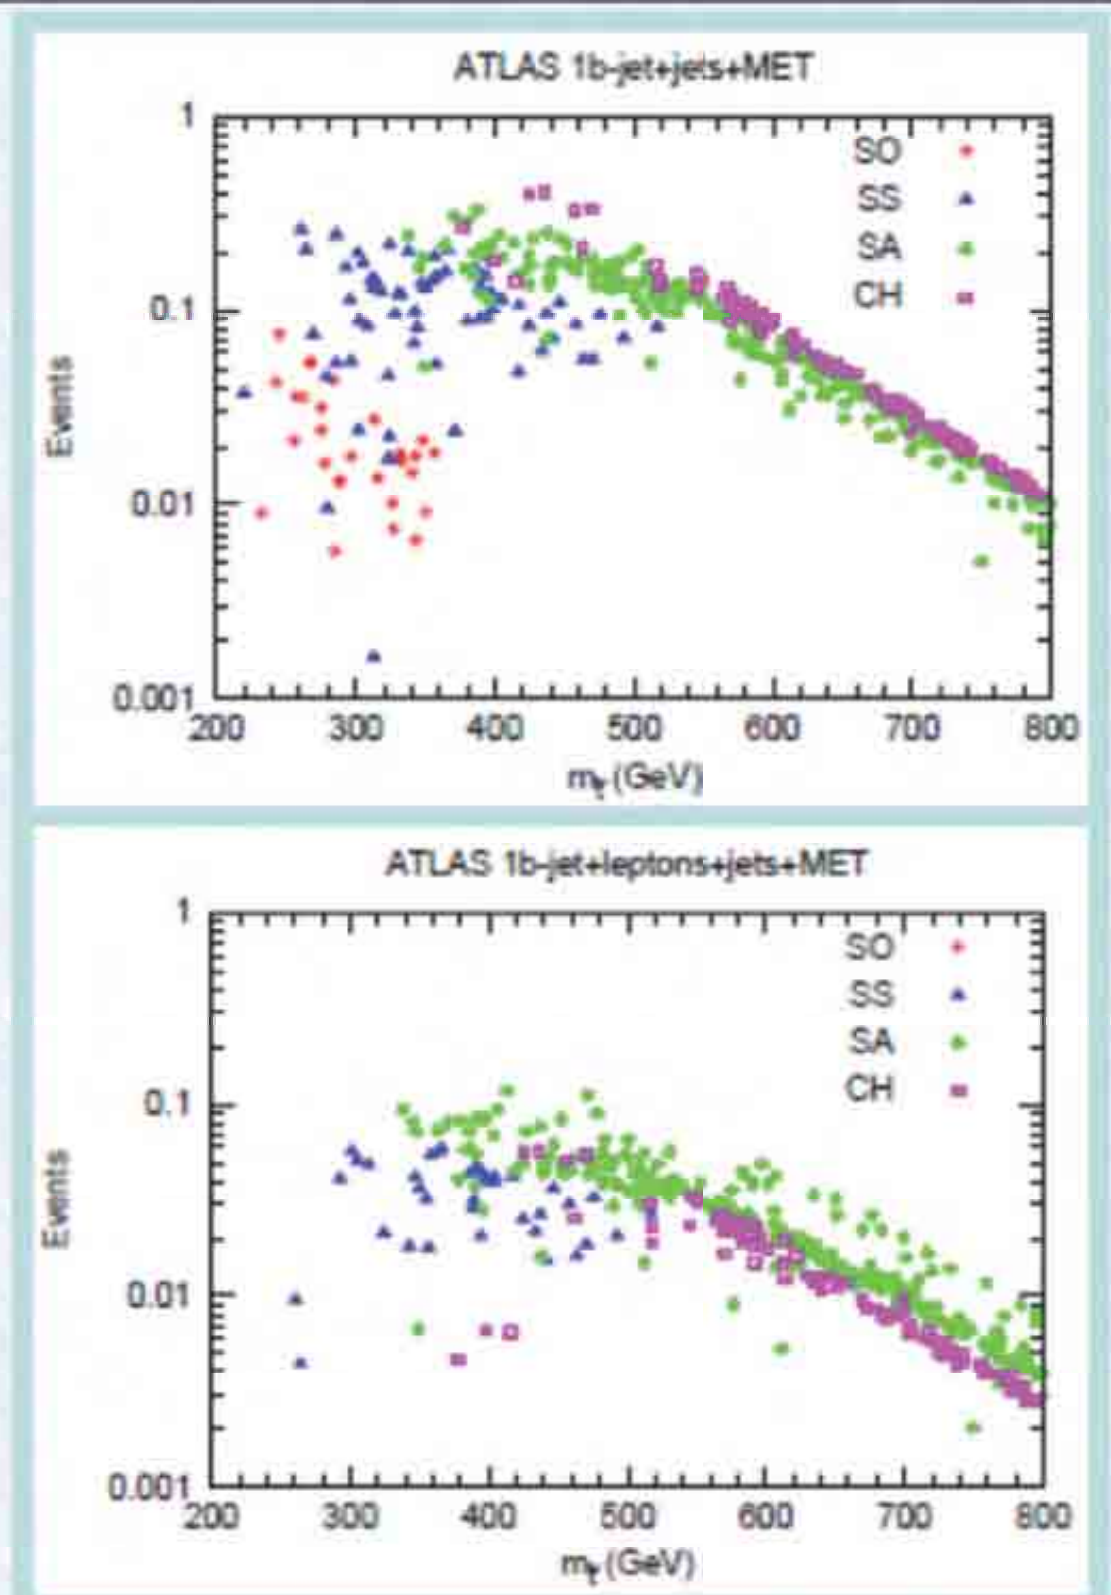 ATLAS 1b-jet+jets+MET
SO
SS
SA
CH
1
0.1
0.01
0.001
Events
200 300 400 500 600 700 800
m_t̃ (GeV)
ATLAS 1b-jet+leptons+jets+MET
SO
SS
SA
CH
1
0.1
0.01
0.001
Events
200 300 400 500 600 700 800
m_t̃ (GeV)